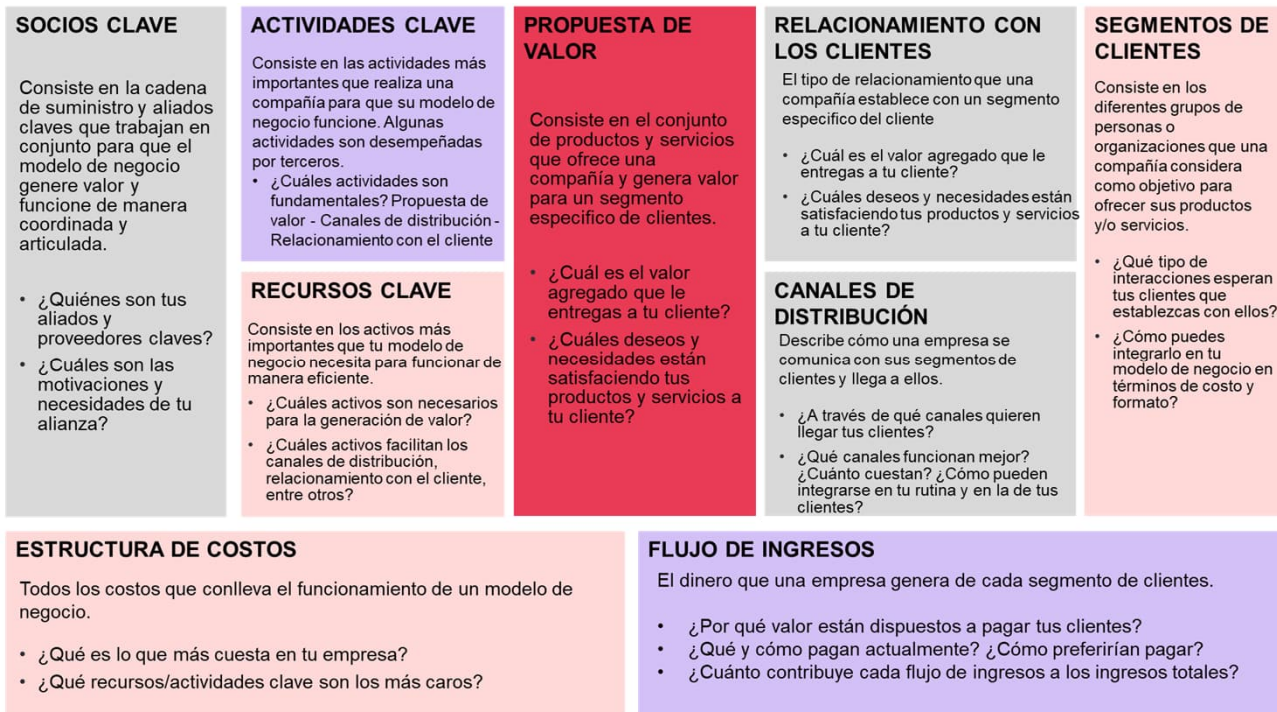 SOCIOS CLAVE
Consiste en la cadena
de suministro y aliados
claves que trabajan en
conjunto para que el
modelo de negocio
genere valor y
funcione de manera
coordinada y
articulada.
• ¿Quiénes son tus
aliados y
proveedores claves?
• ¿Cuáles son las
motivaciones y
necesidades de tu
alianza?
ACTIVIDADES CLAVE
Consiste en las actividades más
importantes que realiza una
compañía para que su modelo de
negocio funcione. Algunas
actividades son desempeñadas
por terceros.
• ¿Cuáles actividades son
fundamentales? Propuesta de
valor - Canales de distribución -
Relacionamiento con el cliente
RECURSOS CLAVE
Consiste en los activos más
importantes que tu modelo de
negocio necesita para funcionar de
manera eficiente.
• ¿Cuáles activos son necesarios
para la generación de valor?
• ¿Cuáles activos facilitan los
canales de distribución,
relacionamiento con el cliente,
entre otros?
PROPUESTA DE
VALOR
Consiste en el conjunto
de productos y servicios
que ofrece una
compañía y genera valor
para un segmento
especifico de clientes.
• ¿Cuál es el valor
agregado que le
entregas a tu cliente?
• ¿Cuáles deseos y
necesidades están
satisfaciendo tus
productos y servicios a
tu cliente?
RELACIONAMIENTO CON
LOS CLIENTES
El tipo de relacionamiento que una
compañía establece con un segmento
especifico del cliente
• ¿Cuál es el valor agregado que le
entregas a tu cliente?
• ¿Cuáles deseos y necesidades están
satisfaciendo tus productos y servicios
a tu cliente?
CANALES DE
DISTRIBUCIÓN
Describe cómo una empresa se
comunica con sus segmentos de
clientes y llega a ellos.
• ¿A través de qué canales quieren
llegar tus clientes?
• ¿Qué canales funcionan mejor?
¿Cuánto cuestan? ¿Cómo pueden
integrarse en tu rutina y en la de tus
clientes?
SEGMENTOS DE
CLIENTES
Consiste en los
diferentes grupos de
personas o
organizaciones que una
compañía considera
como objetivo para
ofrecer sus productos
y/o servicios.
• ¿Qué tipo de
interacciones esperan
tus clientes que
establezcas con ellos?
• ¿Cómo puedes
integrarlo en tu
modelo de negocio en
términos de costo y
formato?
ESTRUCTURA DE COSTOS
Todos los costos que conlleva el funcionamiento de un modelo de
negocio.
• ¿Qué es lo que más cuesta en tu empresa?
• ¿Qué recursos/actividades clave son los más caros?
FLUJO DE INGRESOS
El dinero que una empresa genera de cada segmento de clientes.
• ¿Por qué valor están dispuestos a pagar tus clientes?
• ¿Qué y cómo pagan actualmente? ¿Cómo preferirían pagar?
• ¿Cuánto contribuye cada flujo de ingresos a los ingresos totales?